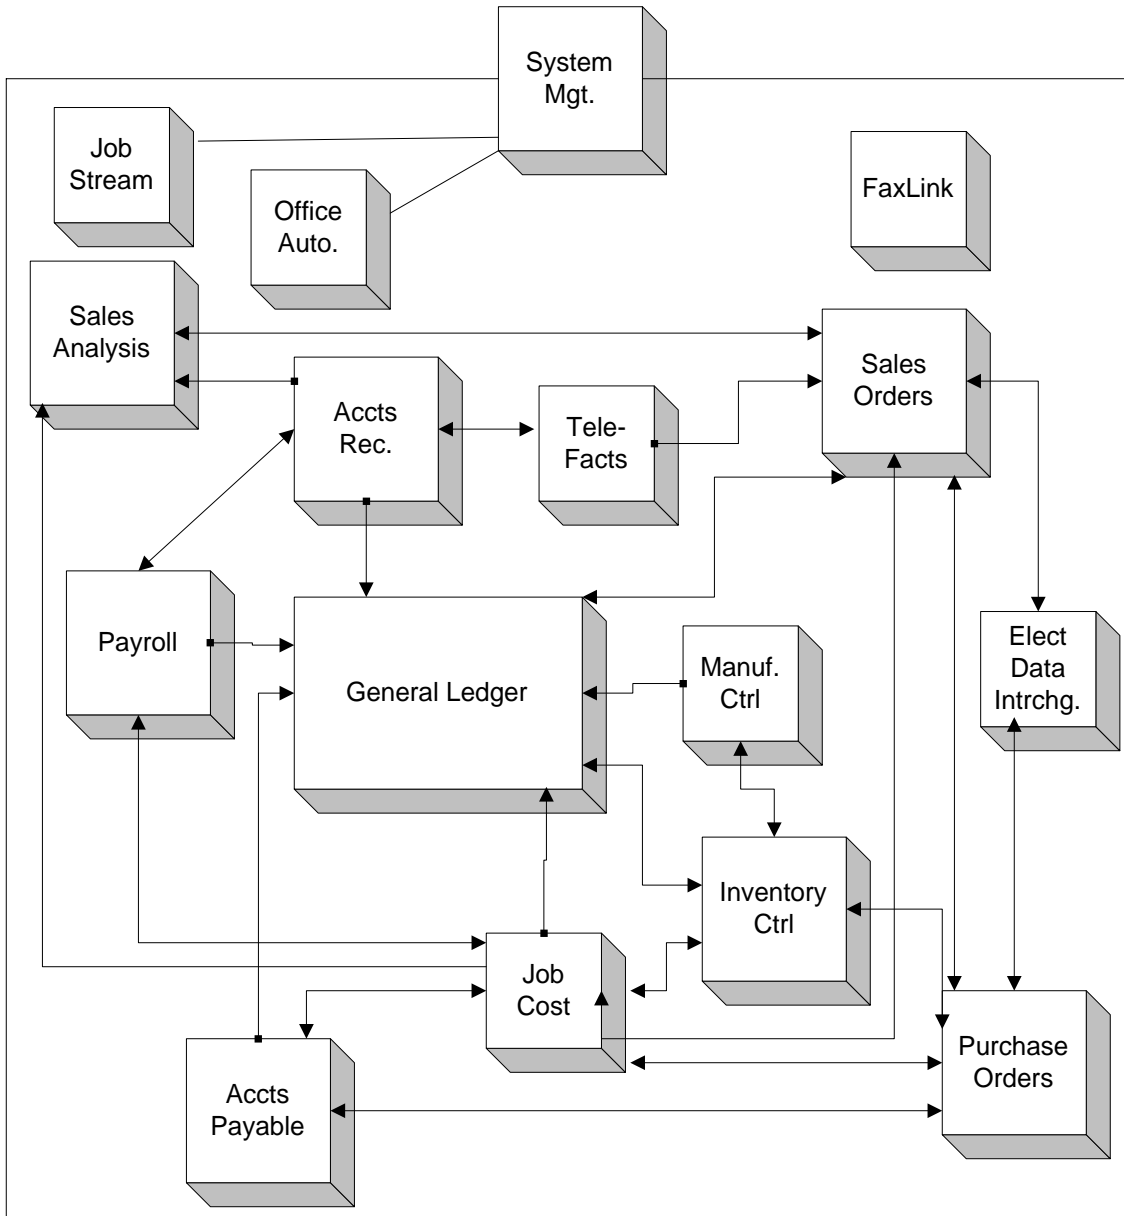 System
Mgt.
Job
Stream
FaxLink
Office
Auto.
Sales
Analysis
Sales
Orders
Accts
Rec.
Tele-
Facts
Payroll
General Ledger
Manuf.
Ctrl
Elect
Data
Intrchg.
Inventory
Ctrl
Job
Cost
Purchase
Orders
Accts
Payable